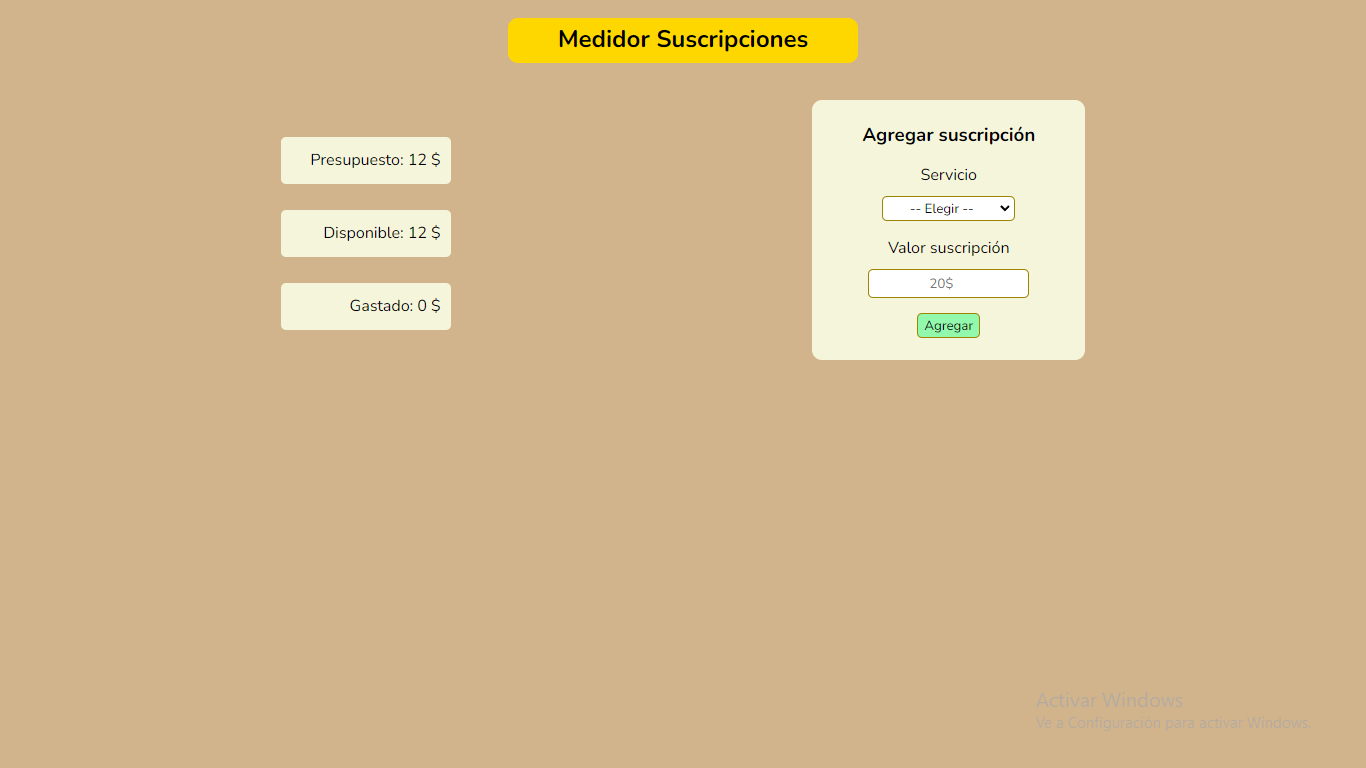 Medidor Suscripciones
Presupuesto: 12 $
Disponible: 12 $
Gastado: 0 $
Agregar suscripción
Servicio
-- Elegir --
Valor suscripción
20$
Agregar
Activar Windows
Ve a Configuración para activar Windows.